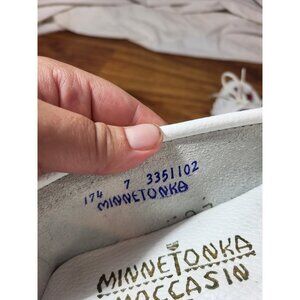 174 7 3351102
MINNETONKA
MINNETONKA
MOCCASIN